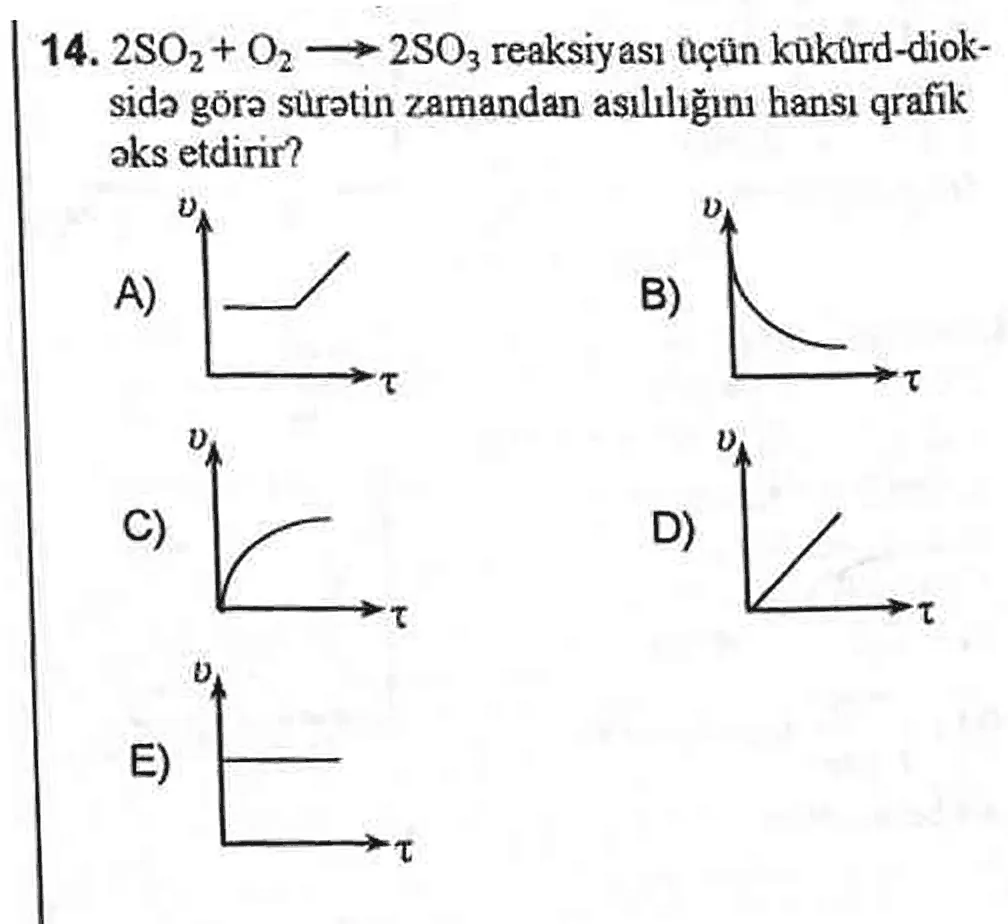 14. 2SO₂ + O₂ ⟶ 2SO₃ reaksiyası üçün kükürd-diok-
sidə görə sürətin zamandan asılılığını hansı qrafik
əks etdirir?
A) υ τ
B) υ τ
C) υ τ
D) υ τ
E) υ τ